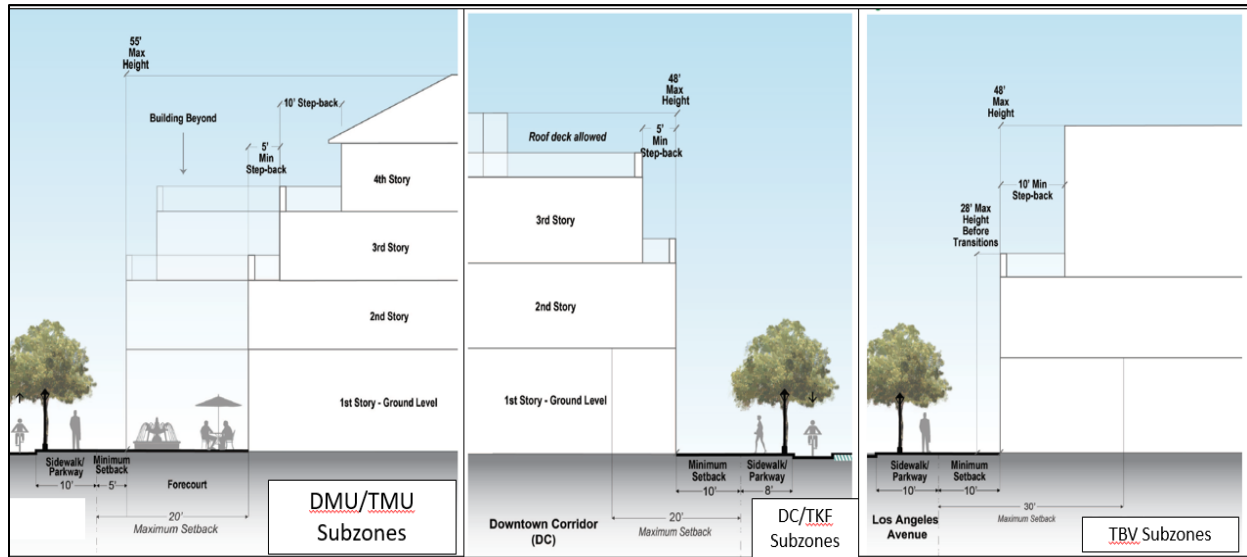 55'
Max
Height
10' Step-back
Building Beyond
5'
Min
Step-back
4th Story
3rd Story
2nd Story
1st Story - Ground Level
Sidewalk/
Parkway
Minimum
Setback
Forecourt
10'
5'
20'
Maximum Setback
DMU/TMU
Subzones
48'
Max
Height
5'
Min
Step-back
Roof deck allowed
3rd Story
2nd Story
1st Story - Ground Level
Minimum
Setback
Sidewalk/
Parkway
10'
8'
20'
Maximum Setback
Downtown Corridor
(DC)
DC/TKF
Subzones
48'
Max
Height
10' Min
Step-back
28' Max
Height
Before
Transitions
Sidewalk/
Parkway
Minimum
Setback
10'
10'
30'
Maximum Setback
Los Angeles
Avenue
TBV Subzones